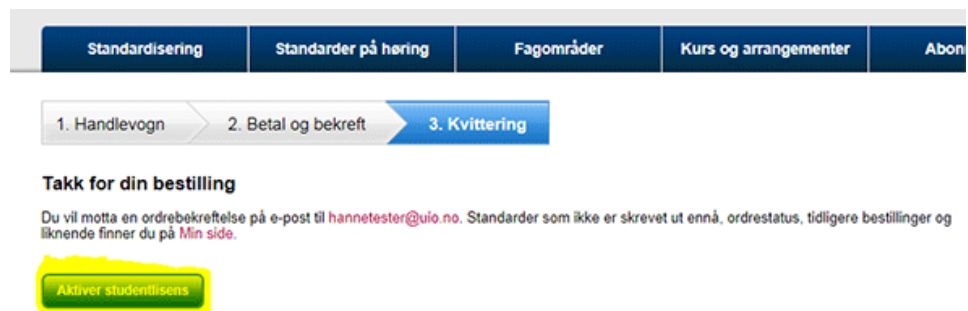 Standardisering Standarder på høring Fagområder Kurs og arrangementer
1. Handlevogn 2. Betal og bekreft 3. Kvittering
Takk for din bestilling
Du vil motta en ordrebekreftelse på e-post til hannetester@uio.no. Standarder som ikke er skrevet ut ennå, ordrestatus, tidligere bestillinger og
liknende finner du på Min side.
Aktiver studentlisens